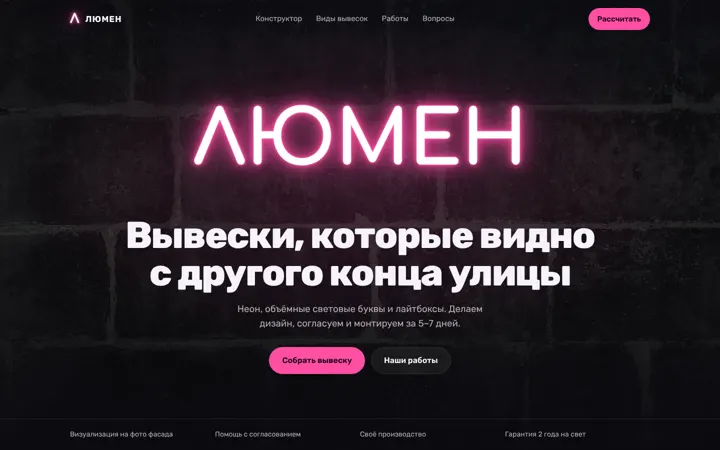 ЛЮМЕН
Конструктор
Виды вывесок
Работы
Вопросы
Рассчитать
ЛЮМЕН
Вывески, которые видно
с другого конца улицы
Неон, объёмные световые буквы и лайтбоксы. Делаем
дизайн, согласуем и монтируем за 5–7 дней.
Собрать вывеску
Наши работы
Визуализация на фото фасада
Помощь с согласованием
Своё производство
Гарантия 2 года на свет